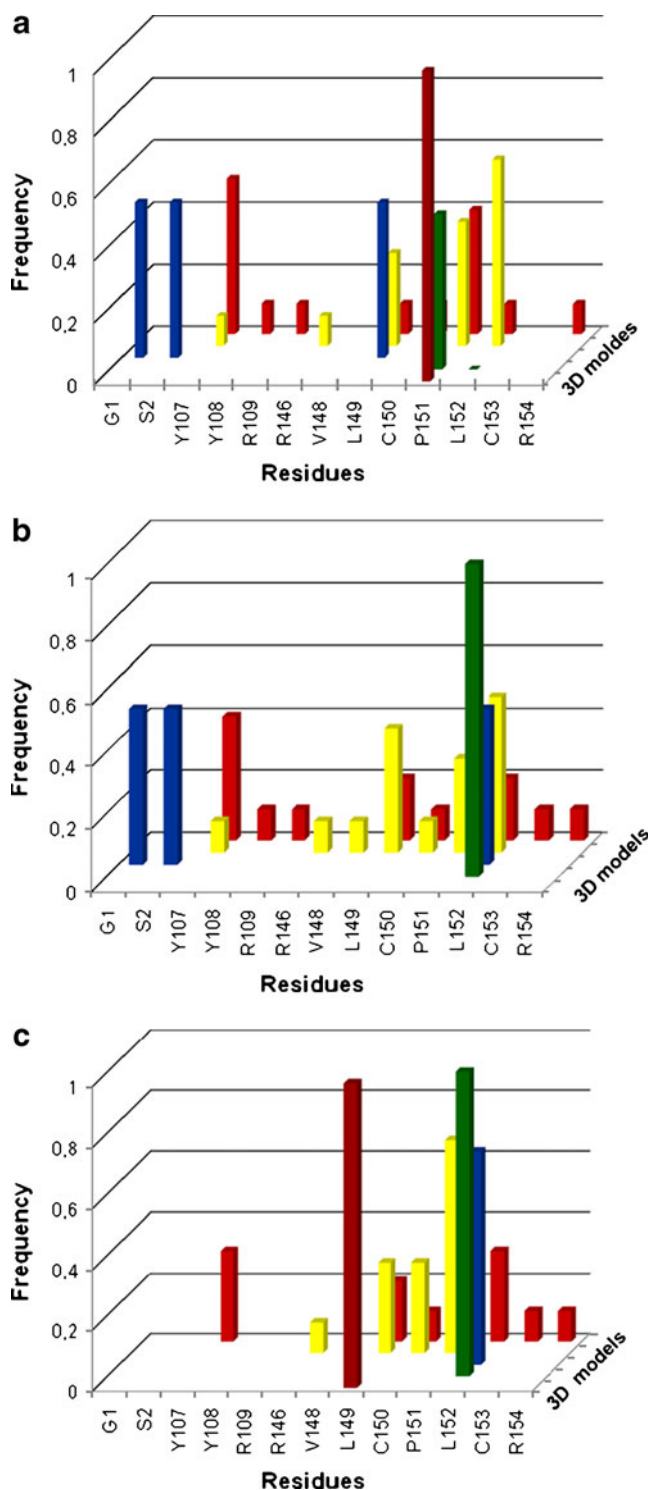 a
1
0.8
0.6
0.4
0.2
0
Frequency
G1
S2
Y107
Y108
R109
R146
V148
L149
C150
P151
L152
C153
R154
3D moldes
Residues
b
1
0.8
0.6
0.4
0.2
0
Frequency
G1
S2
Y107
Y108
R109
R146
V148
L149
C150
P151
L152
C153
R154
3D models
Residues
c
1
0.8
0.6
0.4
0.2
0
Frequency
G1
S2
Y107
Y108
R109
R146
V148
L149
C150
P151
L152
C153
R154
3D models
Residues